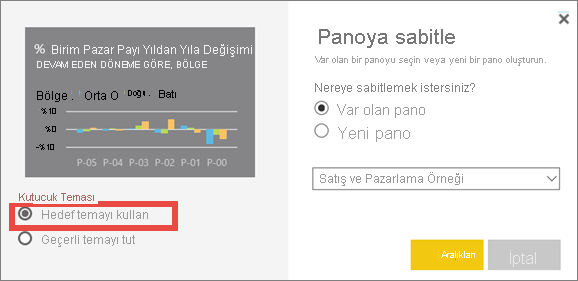 % Birim Pazar Payı Yıldan Yıla Değişimi
DEVAM EDEN DÖNEME GÖRE, BÖLGE
Bölge . Orta O Doğu . Batı
%10
%0
-%10
P-05 P-04 P-03 P-02 P-01 P-00
Kutucuk Teması
Hedef temayı kullan
Geçerli temayı tut
Panoya sabitle
Var olan bir panoyu seçin veya yeni bir pano oluşturun.
Nereye sabitlemek istersiniz?
Var olan pano
Yeni pano
Satış ve Pazarlama Örneği
Aralıkları
İptal